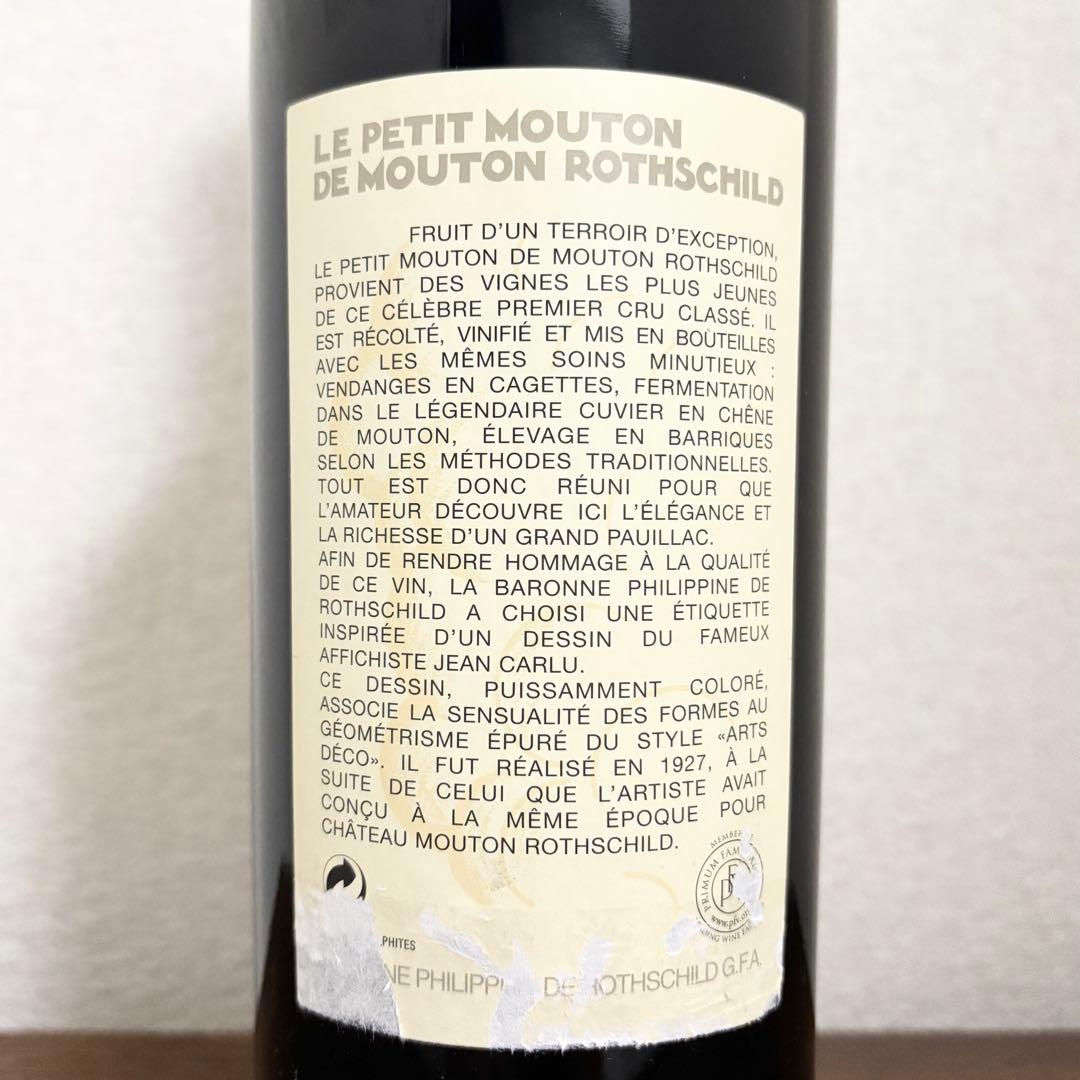 LE PETIT MOUTON
DE MOUTON ROTHSCHILD
FRUIT D'UN TERROIR D'EXCEPTION,
LE PETIT MOUTON DE MOUTON ROTHSCHILD
PROVIENT DES VIGNES LES PLUS JEUNES
DE CE CÉLÈBRE PREMIER CRU CLASSÉ. IL
EST RÉCOLTÉ, VINIFIÉ ET MIS EN BOÙTEILLES
AVEC LES MÊMES SOINS MINUTIEUX :
VENDANGES EN CAGETTES, FERMENTATION
DANS LE LÉGENDAIRE CUVIER EN CHÊNE
DE MOUTON, ÉLEVAGE EN BARRIQUES
SELON LES MÉTHODES TRADITIONNELLES.
TOUT EST DONC RÉUNI POUR QUE
L'AMATEUR DÉCOUVRE ICI L'ÉLÉGANCE ET
LA RICHESSE D'UN GRAND PAUILLAC.
AFIN DE RENDRE HOMMAGE À LA QUALITÉ
DE CE VIN, LA BARONNE PHILIPPINE DE
ROTHSCHILD A CHOISI UNE ÉTIQUETTE
INSPIRÉE D'UN DESSIN DU FAMEUX
AFFICHISTE JEAN CARLU.
CE DESSIN, PUISSAMMENT COLORÉ,
ASSOCIE LA SENSUALITÉ DES FORMES AU
GÉOMÉTRISME ÉPURÉ DU STYLE «ARTS
DÉCO». IL FUT RÉALISÉ EN 1927, À LA
SUITE DE CELUI QUE L'ARTISTE AVAIT
CONÇU À LA MÊME ÉPOQUE POUR
CHÂTEAU MOUTON ROTHSCHILD.
PRIMUM
PFV
WINE
DE ROTHSCHILD G.F.A.